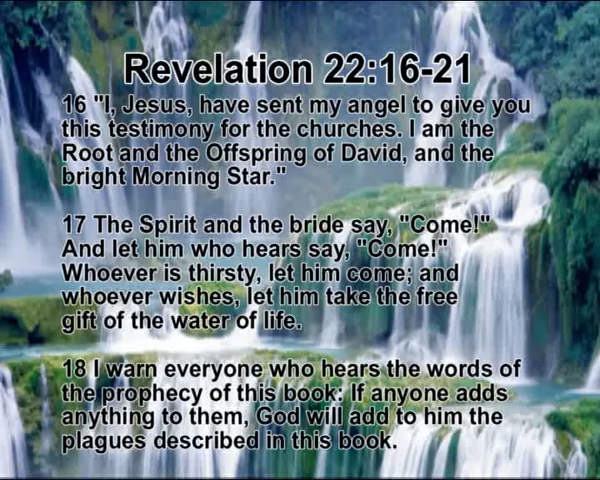 Revelation 22:16-21
16 "I, Jesus, have sent my angel to give you
this testimony for the churches. I am the
Root and the Offspring of David, and the
bright Morning Star."
17 The Spirit and the bride say, "Come!"
And let him who hears say, "Come!"
Whoever is thirsty, let him come; and
whoever wishes, let him take the free
gift of the water of life.
18 I warn everyone who hears the words of
the prophecy of this book: If anyone adds
anything to them, God will add to him the
plagues described in this book.